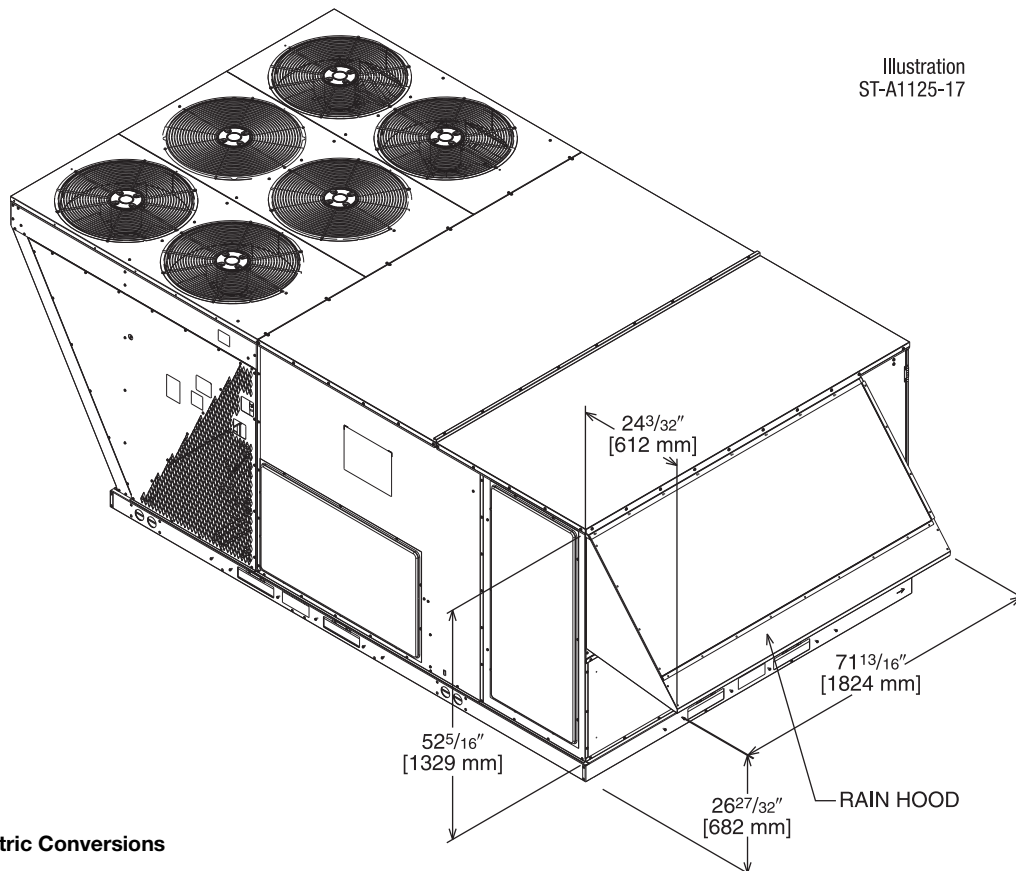 Illustration
ST-A1125-17
24 3/32″
[612 mm]
71 13/16″
[1824 mm]
52 5/16″
[1329 mm]
26 27/32″
[682 mm]
RAIN HOOD
tric Conversions